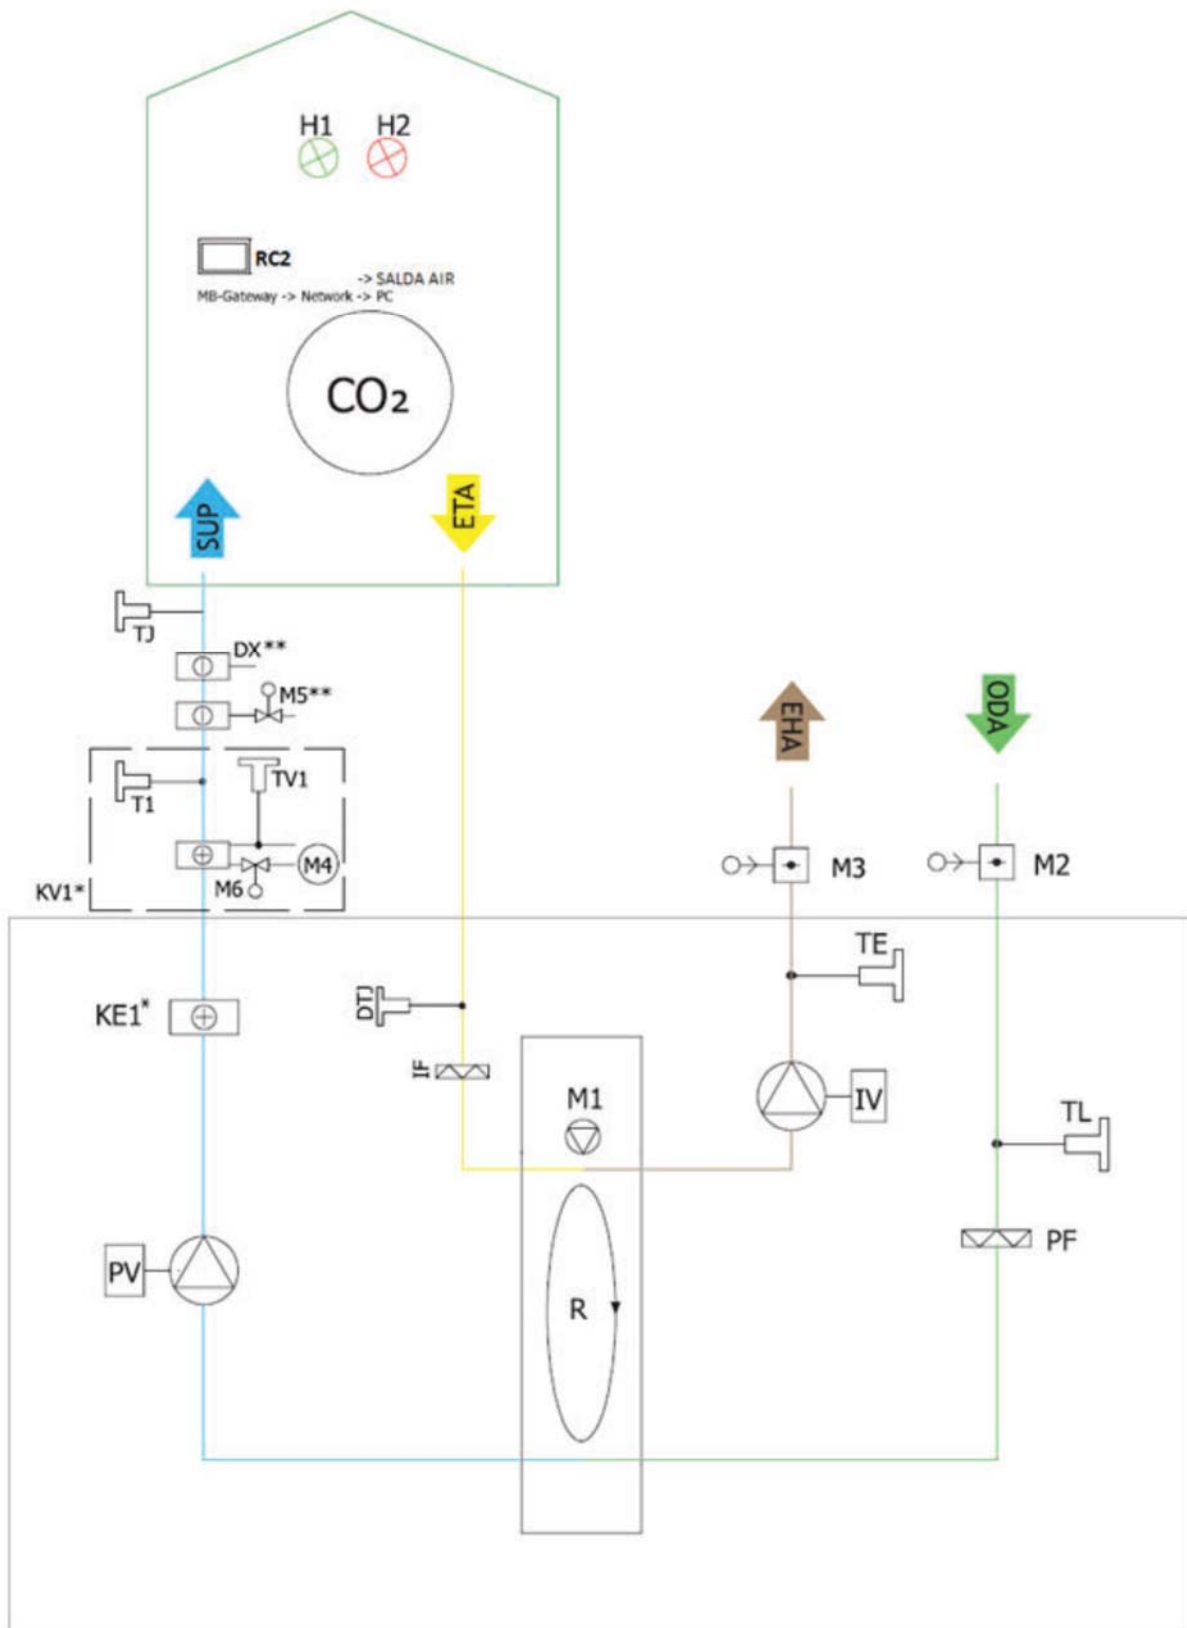 H1 H2
RC2
-> SALDA AIR
MB-Gateway -> Network -> PC
CO₂
SUP
ETA
TJ
DX**
M5**
EHA
ODA
TV1
T1
M4
M6
KV1*
M3
M2
TE
KE1*
DTJ
IF
M1
IV
TL
PV
R
PF